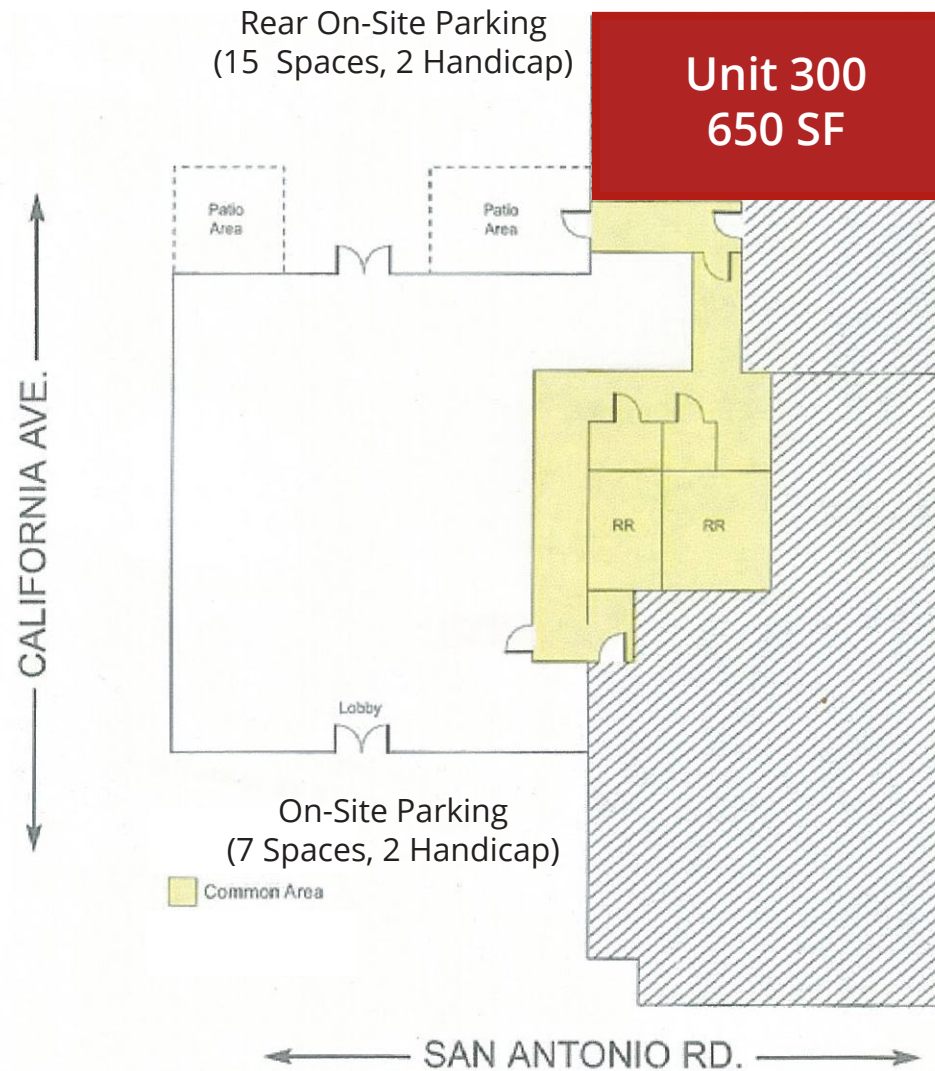 Rear On-Site Parking
(15 Spaces, 2 Handicap)
Unit 300
650 SF
Patio
Area
Patio
Area
CALIFORNIA AVE.
RR
RR
Lobby
On-Site Parking
(7 Spaces, 2 Handicap)
Common Area
SAN ANTONIO RD.